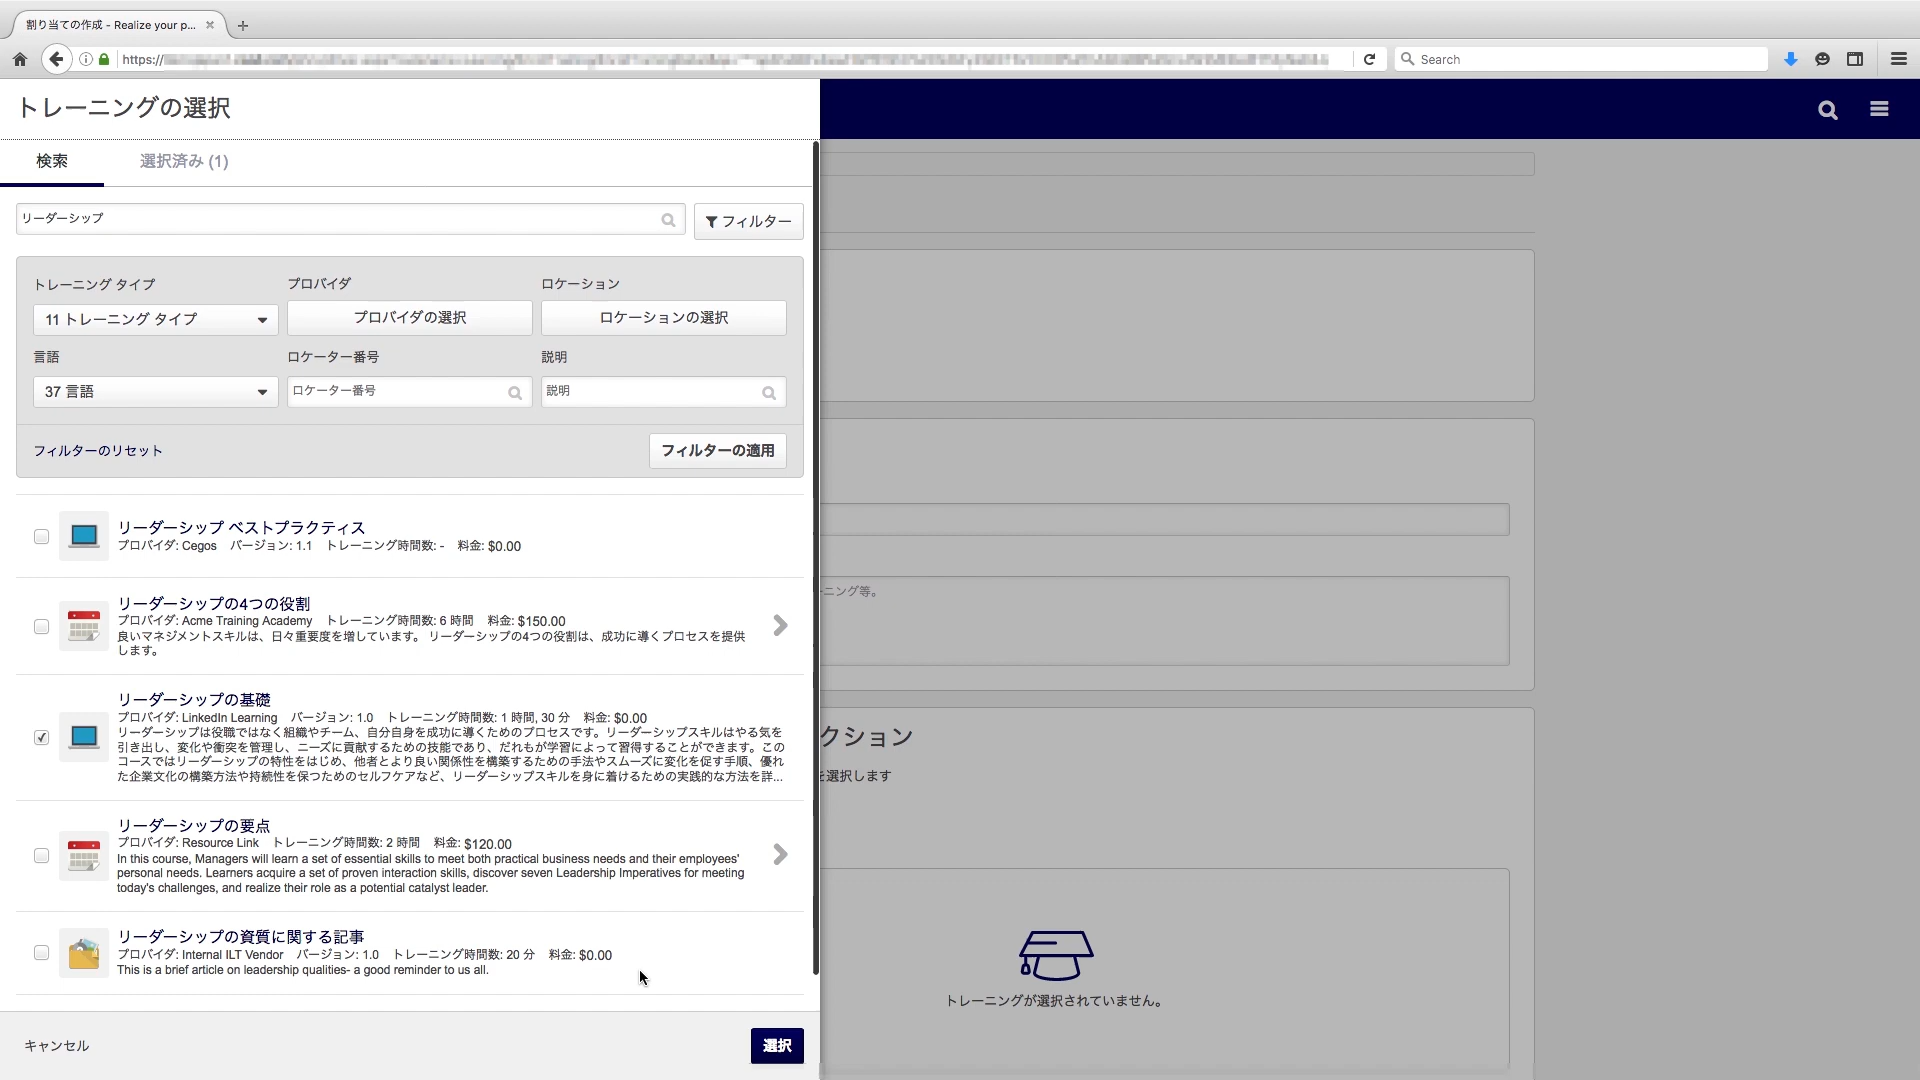 割り当ての作成 - Realize your p...
https://
Search
トレーニングの選択
検索
選択済み (1)
リーダーシップ
フィルター
トレーニング タイプ
プロバイダ
ロケーション
11 トレーニング タイプ
プロバイダの選択
ロケーションの選択
言語
ロケーター番号
説明
37 言語
ロケーター番号
説明
フィルターのリセット
フィルターの適用
リーダーシップ ベストプラクティス
プロバイダ: Cegos バージョン: 1.1 トレーニング時間数: - 料金: $0.00
リーダーシップの4つの役割
プロバイダ: Acme Training Academy トレーニング時間数: 6 時間 料金: $150.00
良いマネジメントスキルは、日々重要度を増しています。 リーダーシップの4つの役割は、成功に導くプロセスを提供
します。
リーダーシップの基礎
プロバイダ: LinkedIn Learning バージョン: 1.0 トレーニング時間数: 1 時間, 30 分 料金: $0.00
リーダーシップは役職ではなく組織やチーム、自分自身を成功に導くためのプロセスです。リーダーシップスキルはやる気を
引き出し、変化や衝突を管理し、ニーズに貢献するための技能であり、だれもが学習によって習得することができます。この
コースではリーダーシップの特性をはじめ、他者とより良い関係性を構築するための手法やスムーズに変化を促す手順、優れ
た企業文化の構築方法や持続性を保つためのセルフケアなど、リーダーシップスキルを身に着けるための実践的な方法を詳...
リーダーシップの要点
プロバイダ: Resource Link トレーニング時間数: 2 時間 料金: $120.00
In this course, Managers will learn a set of essential skills to meet both practical business needs and their employees'
personal needs. Learners acquire a set of proven interaction skills, discover seven Leadership Imperatives for meeting
today's challenges, and realize their role as a potential catalyst leader.
リーダーシップの資質に関する記事
プロバイダ: Internal ILT Vendor バージョン: 1.0 トレーニング時間数: 20 分 料金: $0.00
This is a brief article on leadership qualities- a good reminder to us all.
キャンセル
選択
ーニング等。
クション
を選択します
トレーニングが選択されていません。